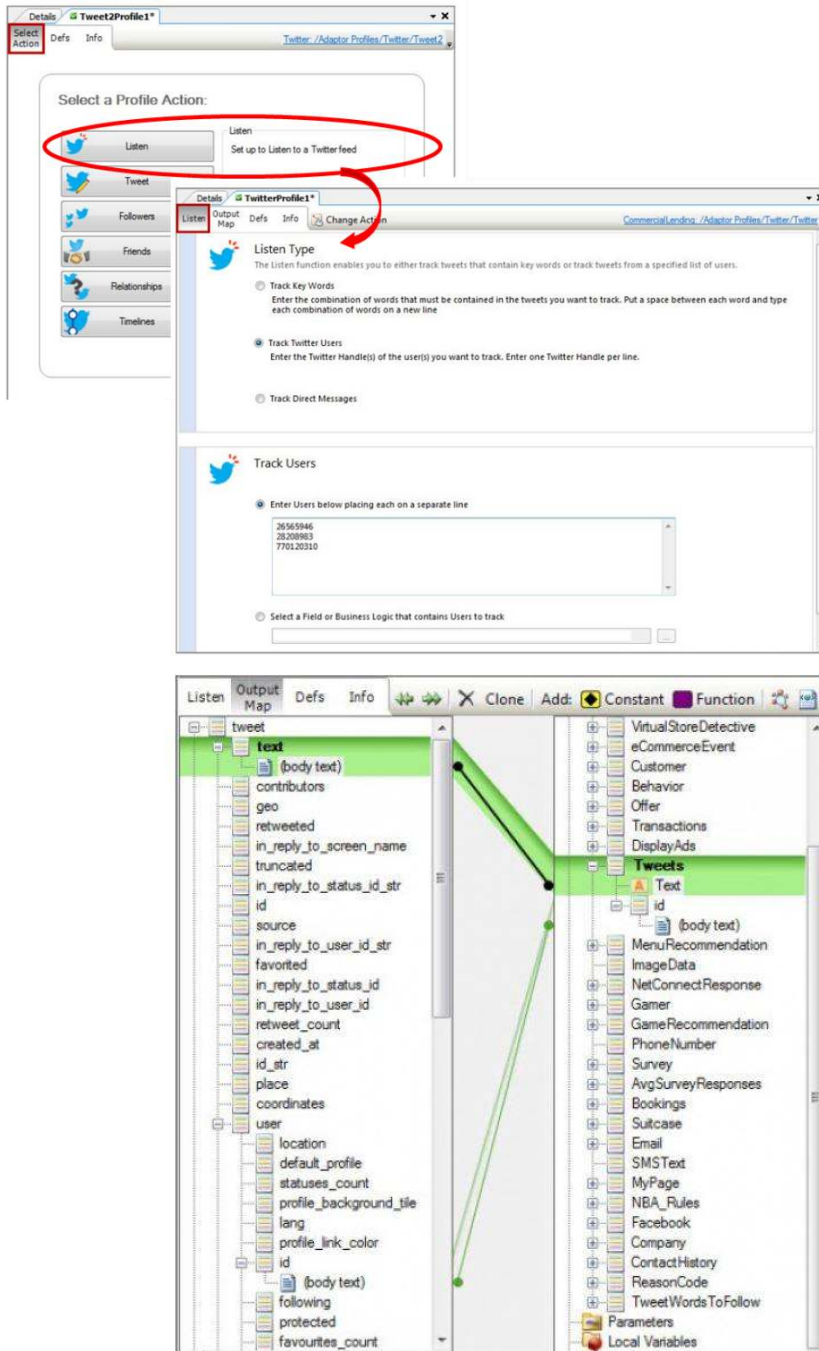 Details Tweet2Profile1*
Select Action Defs Info Twitter: /Adaptor Profiles/Twitter/Tweet2
Select a Profile Action:
Listen
Listen
Set up to Listen to a Twitter feed
Tweet
Followers
Friends
Relationships
Timelines
Details TwitterProfile1*
Listen Output Map Defs Info Change Action CommercialLending: /Adaptor Profiles/Twitter/Twitter
Listen Type
The Listen function enables you to either track tweets that contain key words or track tweets from a specified list of users.
Track Key Words
Enter the combination of words that must be contained in the tweets you want to track. Put a space between each word and type
each combination of words on a new line
Track Twitter Users
Enter the Twitter Handle(s) of the user(s) you want to track. Enter one Twitter Handle per line.
Track Direct Messages
Track Users
Enter Users below placing each on a separate line
26565946
28208983
770120310
Select a Field or Business Logic that contains Users to track
...
Listen Output Map Defs Info Clone Add: Constant Function
tweet
text
(body text)
contributors
geo
retweeted
in_reply_to_screen_name
truncated
in_reply_to_status_id_str
id
source
in_reply_to_user_id_str
favorited
in_reply_to_status_id
in_reply_to_user_id
retweet_count
created_at
id_str
place
coordinates
user
location
default_profile
statuses_count
profile_background_tile
lang
profile_link_color
id
(body text)
following
protected
favourites_count
VirtualStoreDetective
eCommerceEvent
Customer
Behavior
Offer
Transactions
DisplayAds
Tweets
A Text
id
(body text)
MenuRecommendation
ImageData
NetConnectResponse
Gamer
GameRecommendation
PhoneNumber
Survey
AvgSurveyResponses
Bookings
Suitcase
Email
SMSText
MyPage
NBA_Rules
Facebook
Company
ContactHistory
ReasonCode
TweetWordsToFollow
Parameters
Local Variables